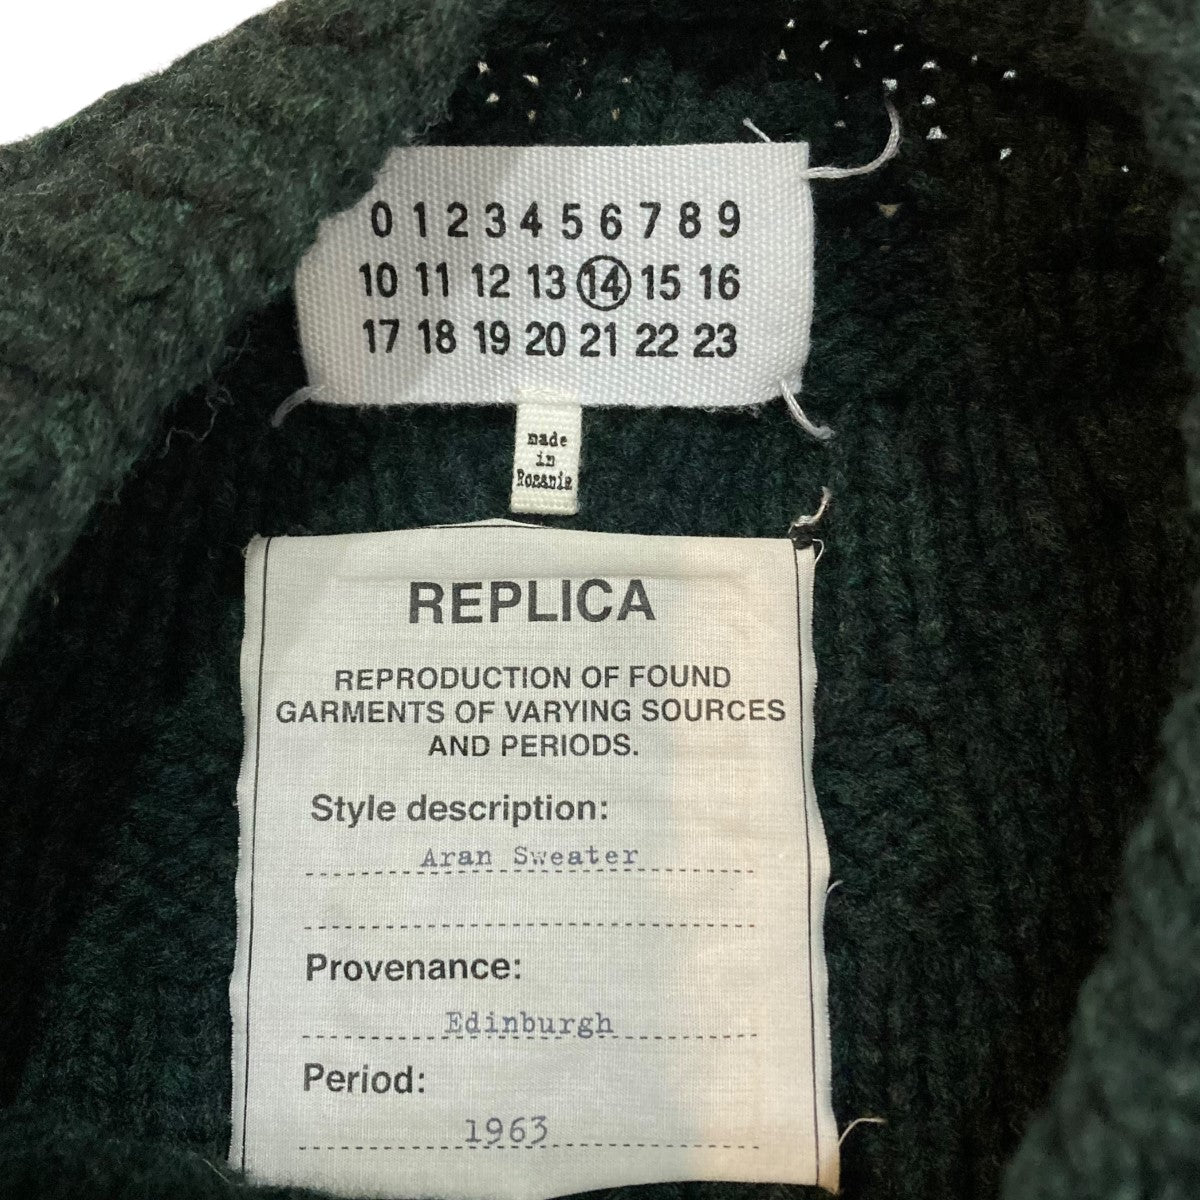 0 1 2 3 4 5 6 7 8 9
10 11 12 13 14 15 16
17 18 19 20 21 22 23
made
in
Romania
REPLICA
REPRODUCTION OF FOUND
GARMENTS OF VARYING SOURCES
AND PERIODS.
Style description:
Aran Sweater
Provenance:
Edinburgh
Period:
1963